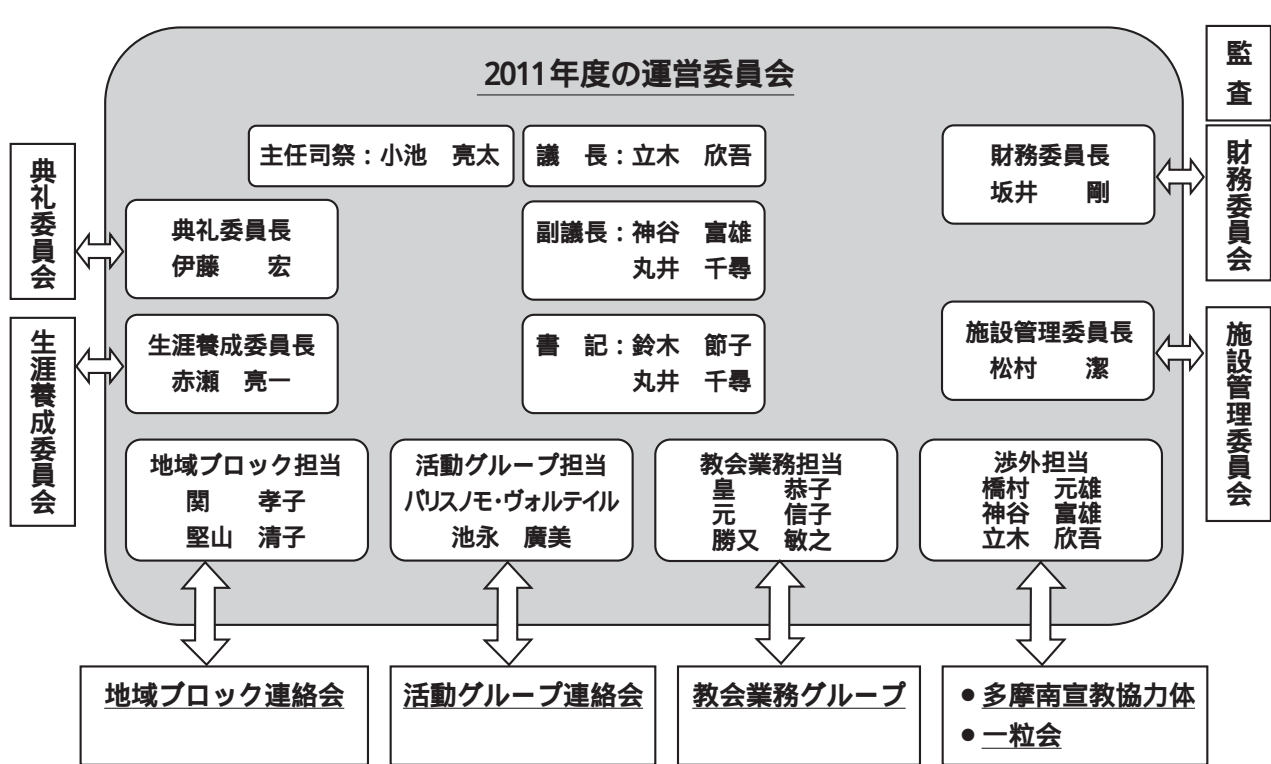 2011年度の運営委員会
監査
主任司祭：小池　亮太
議　長：立木　欣吾
財務委員長
坂井　　剛
財務委員会
典礼委員会
典礼委員長
伊藤　　宏
副議長：神谷　富雄
丸井　千尋
生涯養成委員会
生涯養成委員長
赤瀬　亮一
書　記：鈴木　節子
丸井　千尋
施設管理委員長
松村　　潔
施設管理委員会
地域ブロック担当
関　　孝子
堅山　清子
活動グループ担当
パリスノモ・ヴォルテイル
池永　廣美
教会業務担当
皇　　恭子
元　　信子
勝又　敏之
渉外担当
橋村　元雄
神谷　富雄
立木　欣吾
地域ブロック連絡会
活動グループ連絡会
教会業務グループ
● 多摩南宣教協力体
● 一粒会